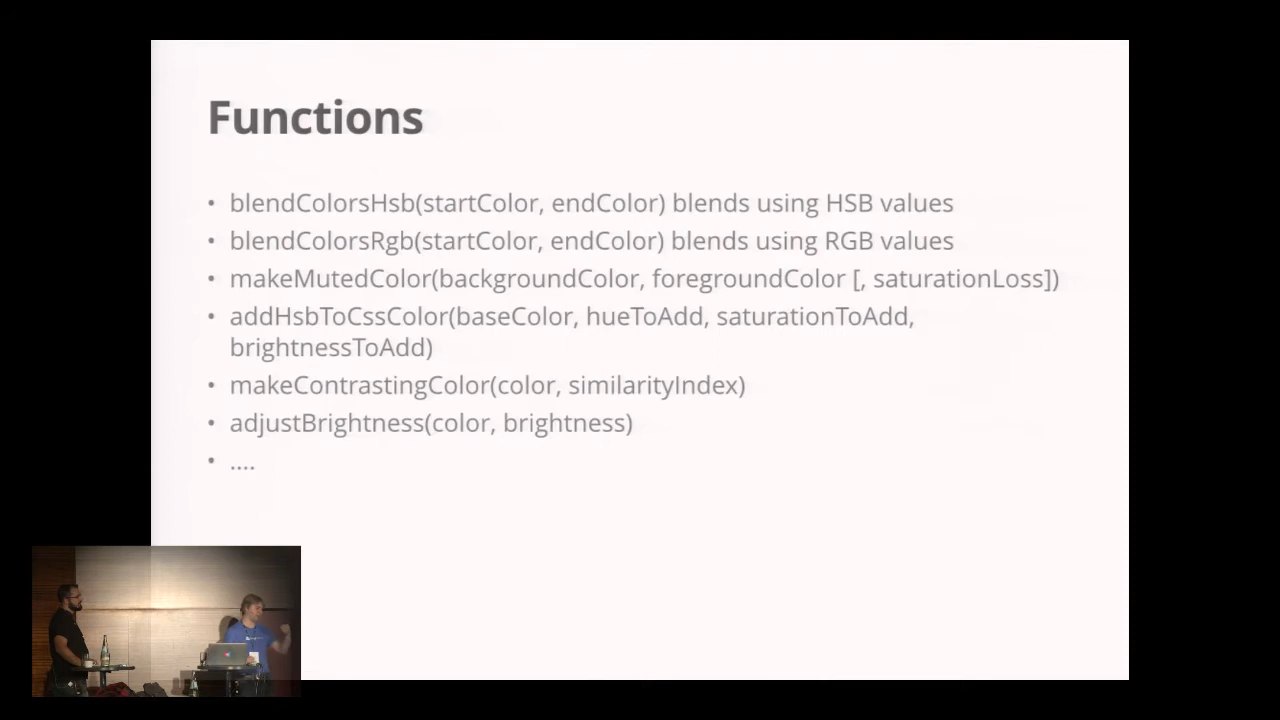 Functions
• blendColorsHsb(startColor, endColor) blends using HSB values
• blendColorsRgb(startColor, endColor) blends using RGB values
• makeMutedColor(backgroundColor, foregroundColor [, saturationLoss])
• addHsbToCssColor(baseColor, hueToAdd, saturationToAdd,
brightnessToAdd)
• makeContrastingColor(color, similarityIndex)
• adjustBrightness(color, brightness)
• ....